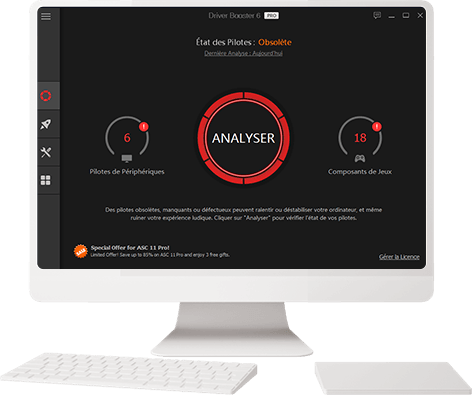 Driver Booster 6 PRO
État des Pilotes : Obsolète
Dernière Analyse : Aujourd'hui
6
ANALYSER
18
Pilotes de Périphériques
Composants de Jeux
Des pilotes obsolètes, manquants ou défectueux peuvent ralentir ou déstabiliser votre ordinateur, et même
ruiner votre expérience ludique. Cliquer sur "Analyser" pour vérifier l'état de vos pilotes.
SALE
Special Offer for ASC 11 Pro!
Limited Offer! Save up to 85% on ASC 11 Pro and enjoy 3 free gifts.
Gérer la Licence